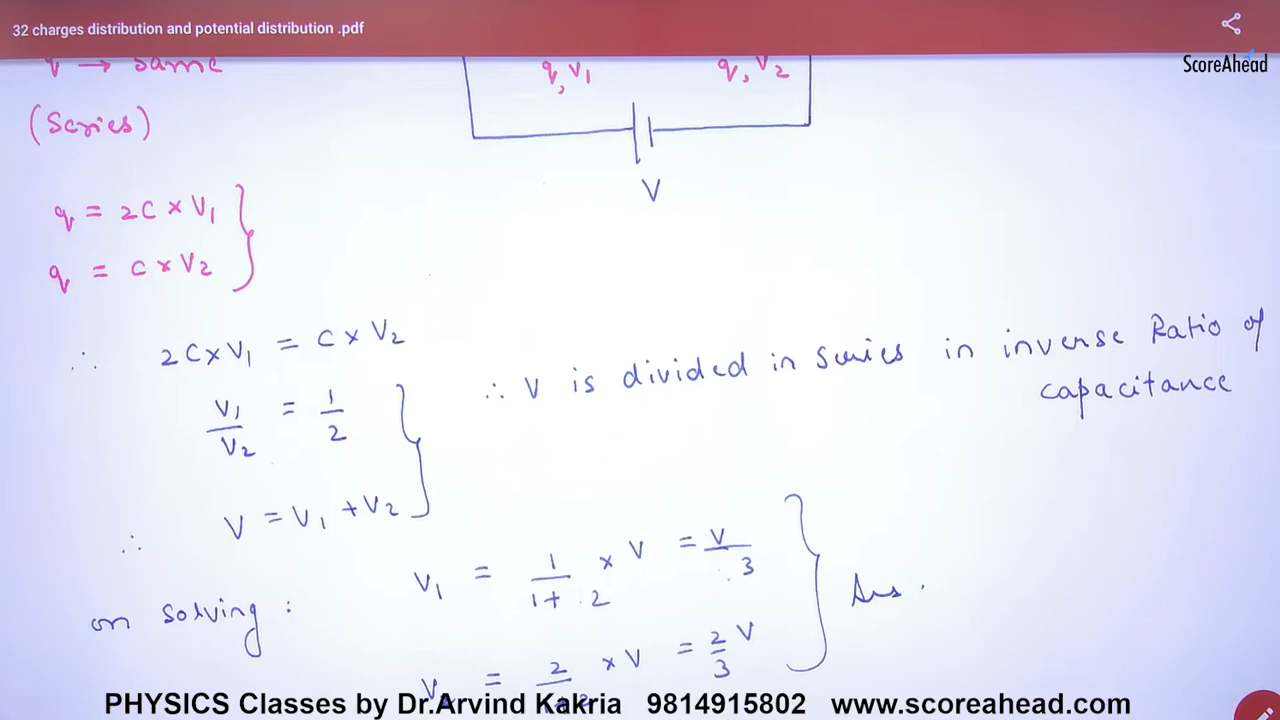 32 charges distribution and potential distribution .pdf
ScoreAhead
q → same
(Series)
q, V1
q, V2
V
q = 2C × V1
q = C × V2
∴ 2C×V1 = C × V2
V1/V2 = 1/2
∴ V is divided in series in inverse Ratio of
capacitance
∴ V = V1 + V2
on solving :
V1 = 1/1+2 × V = V/3
= 2/ × V = 2/3 V
Ans.
PHYSICS Classes by Dr.Arvind Kakria 9814915802 www.scoreahead.com